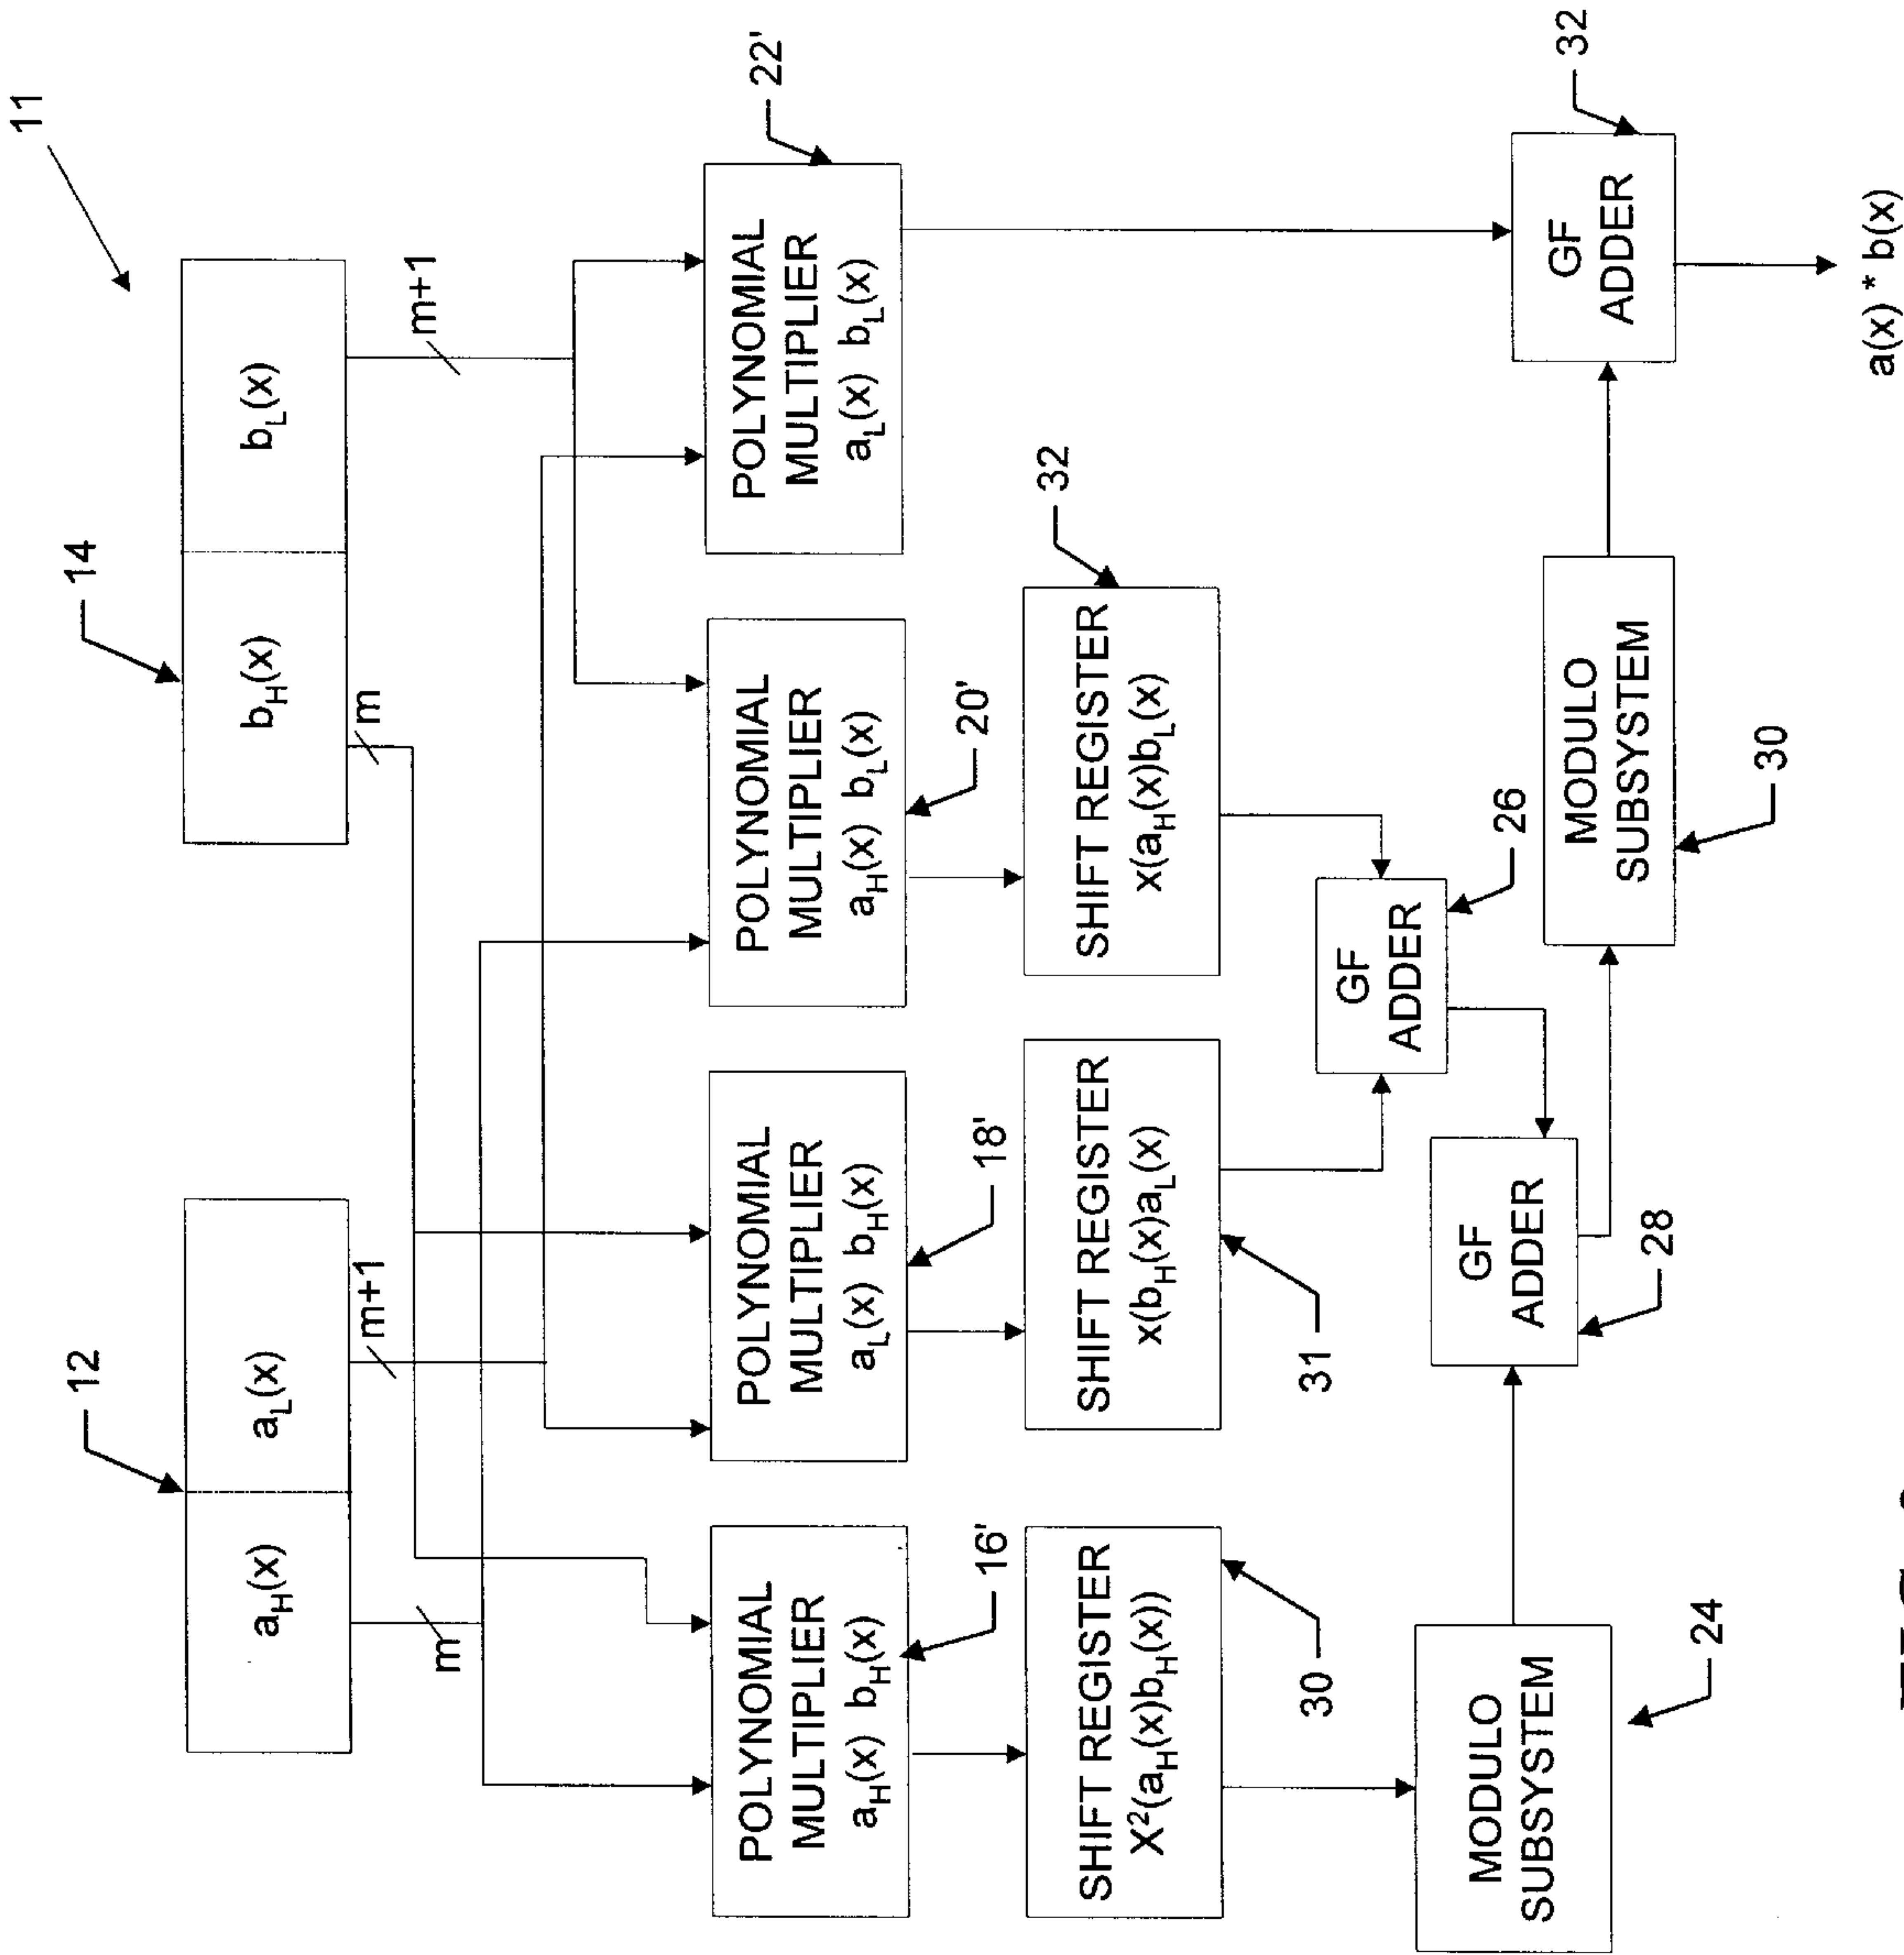 11
12
14
a_H(x)
a_L(x)
b_H(x)
b_L(x)
m
m+1
m
m+1
POLYNOMIAL
MULTIPLIER
a_H(x) b_H(x)
16'
POLYNOMIAL
MULTIPLIER
a_L(x) b_H(x)
18'
POLYNOMIAL
MULTIPLIER
a_H(x) b_L(x)
20'
POLYNOMIAL
MULTIPLIER
a_L(x) b_L(x)
22'
SHIFT REGISTER
X²(a_H(x)b_H(x))
30
SHIFT REGISTER
x(b_H(x)a_L(x)
31
SHIFT REGISTER
x(a_H(x)b_L(x)
32
GF
ADDER
26
MODULO
SUBSYSTEM
24
GF
ADDER
28
MODULO
SUBSYSTEM
30
GF
ADDER
32
a(x) * b(x)